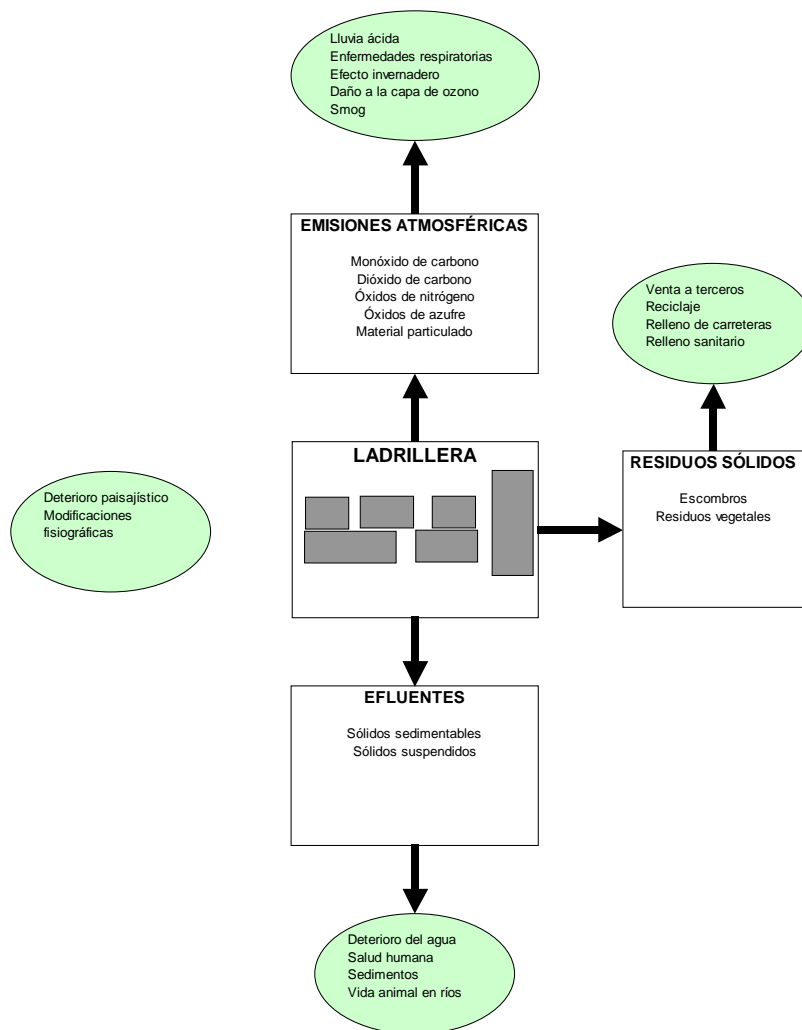 Lluvia ácida
Enfermedades respiratorias
Efecto invernadero
Daño a la capa de ozono
Smog
EMISIONES ATMOSFÉRICAS
Monóxido de carbono
Dióxido de carbono
Óxidos de nitrógeno
Óxidos de azufre
Material particulado
Venta a terceros
Reciclaje
Relleno de carreteras
Relleno sanitario
LADRILLERA
RESIDUOS SÓLIDOS
Escombros
Residuos vegetales
Deterioro paisajístico
Modificaciones
fisiográficas
EFLUENTES
Sólidos sedimentables
Sólidos suspendidos
Deterioro del agua
Salud humana
Sedimentos
Vida animal en ríos